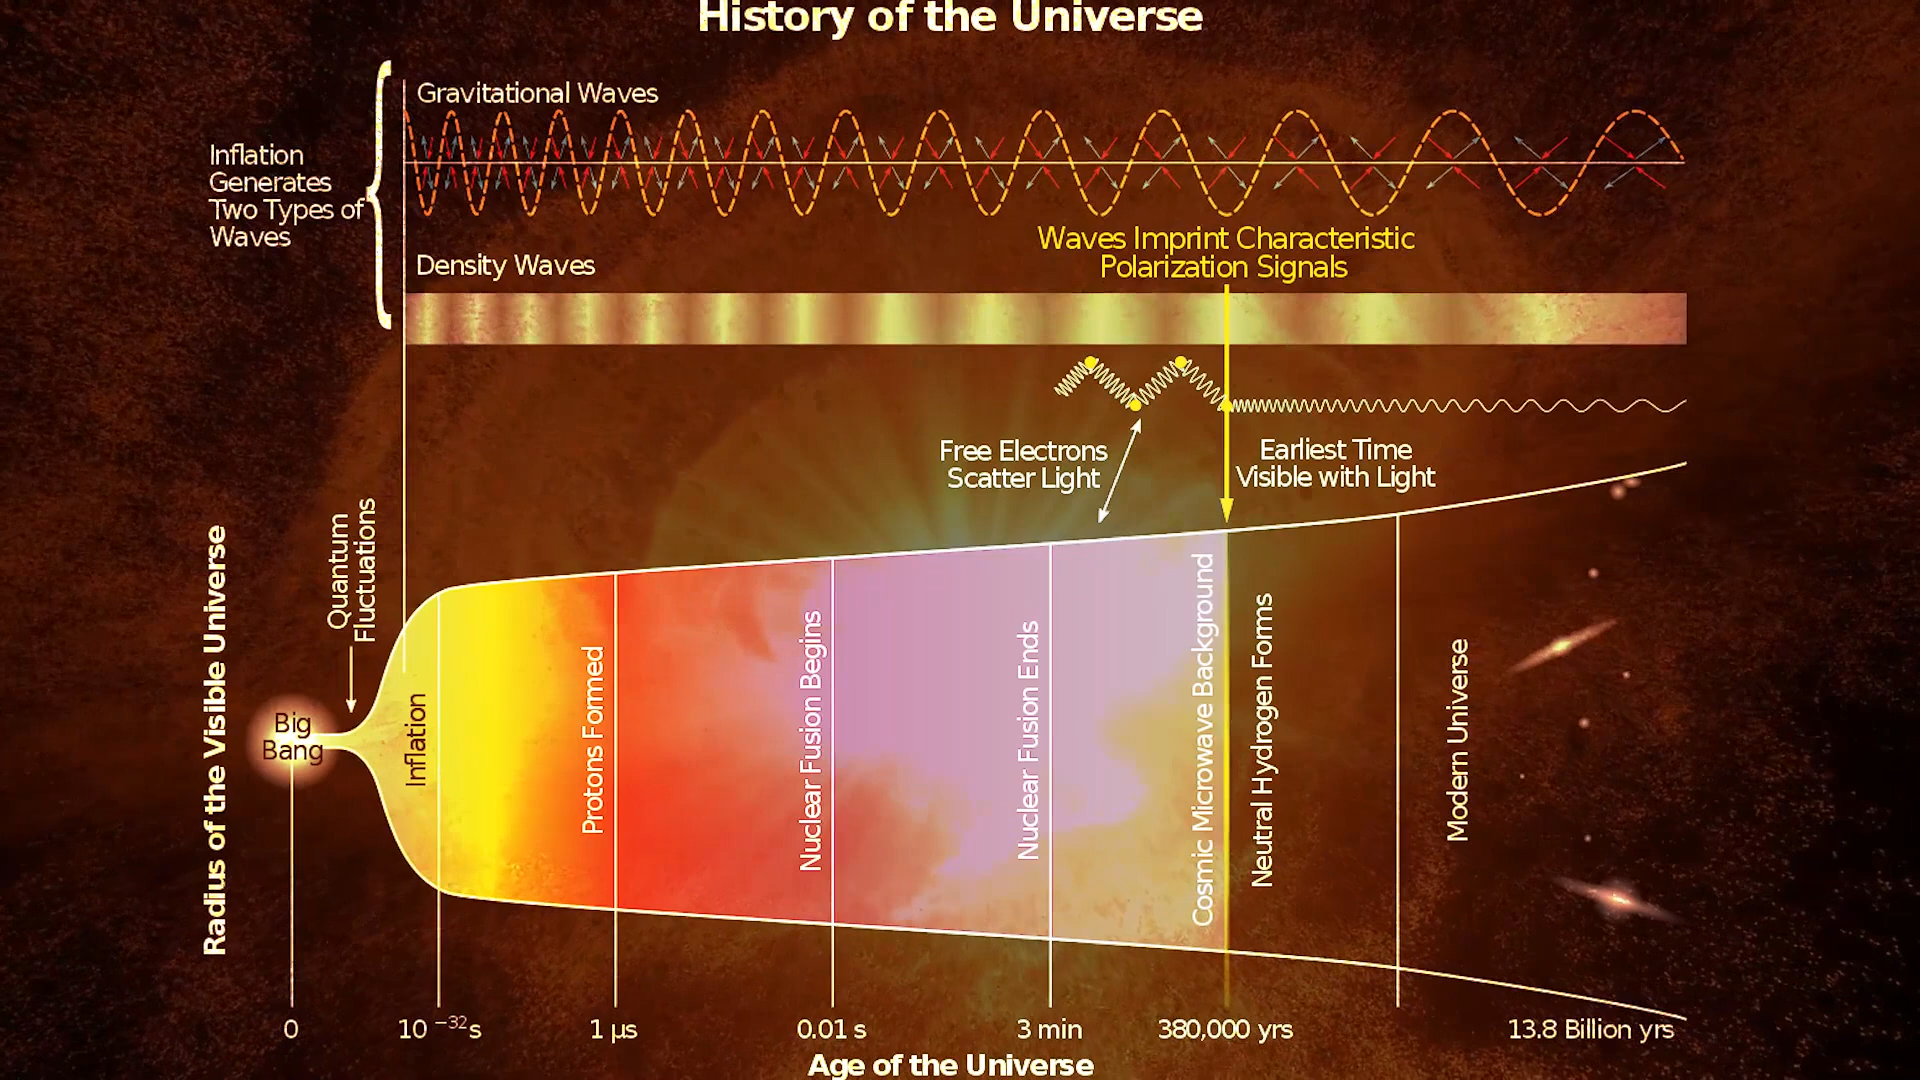 History of the Universe
Gravitational Waves
Inflation
Generates
Two Types of
Waves
Waves Imprint Characteristic
Polarization Signals
Density Waves
Free Electrons
Scatter Light
Earliest Time
Visible with Light
Quantum
Fluctuations
Radius of the Visible Universe
Big
Bang
Inflation
Protons Formed
Nuclear Fusion Begins
Nuclear Fusion Ends
Cosmic Microwave Background
Neutral Hydrogen Forms
Modern Universe
0
10⁻³²s
1 µs
0.01 s
3 min
380,000 yrs
13.8 Billion yrs
Age of the Universe